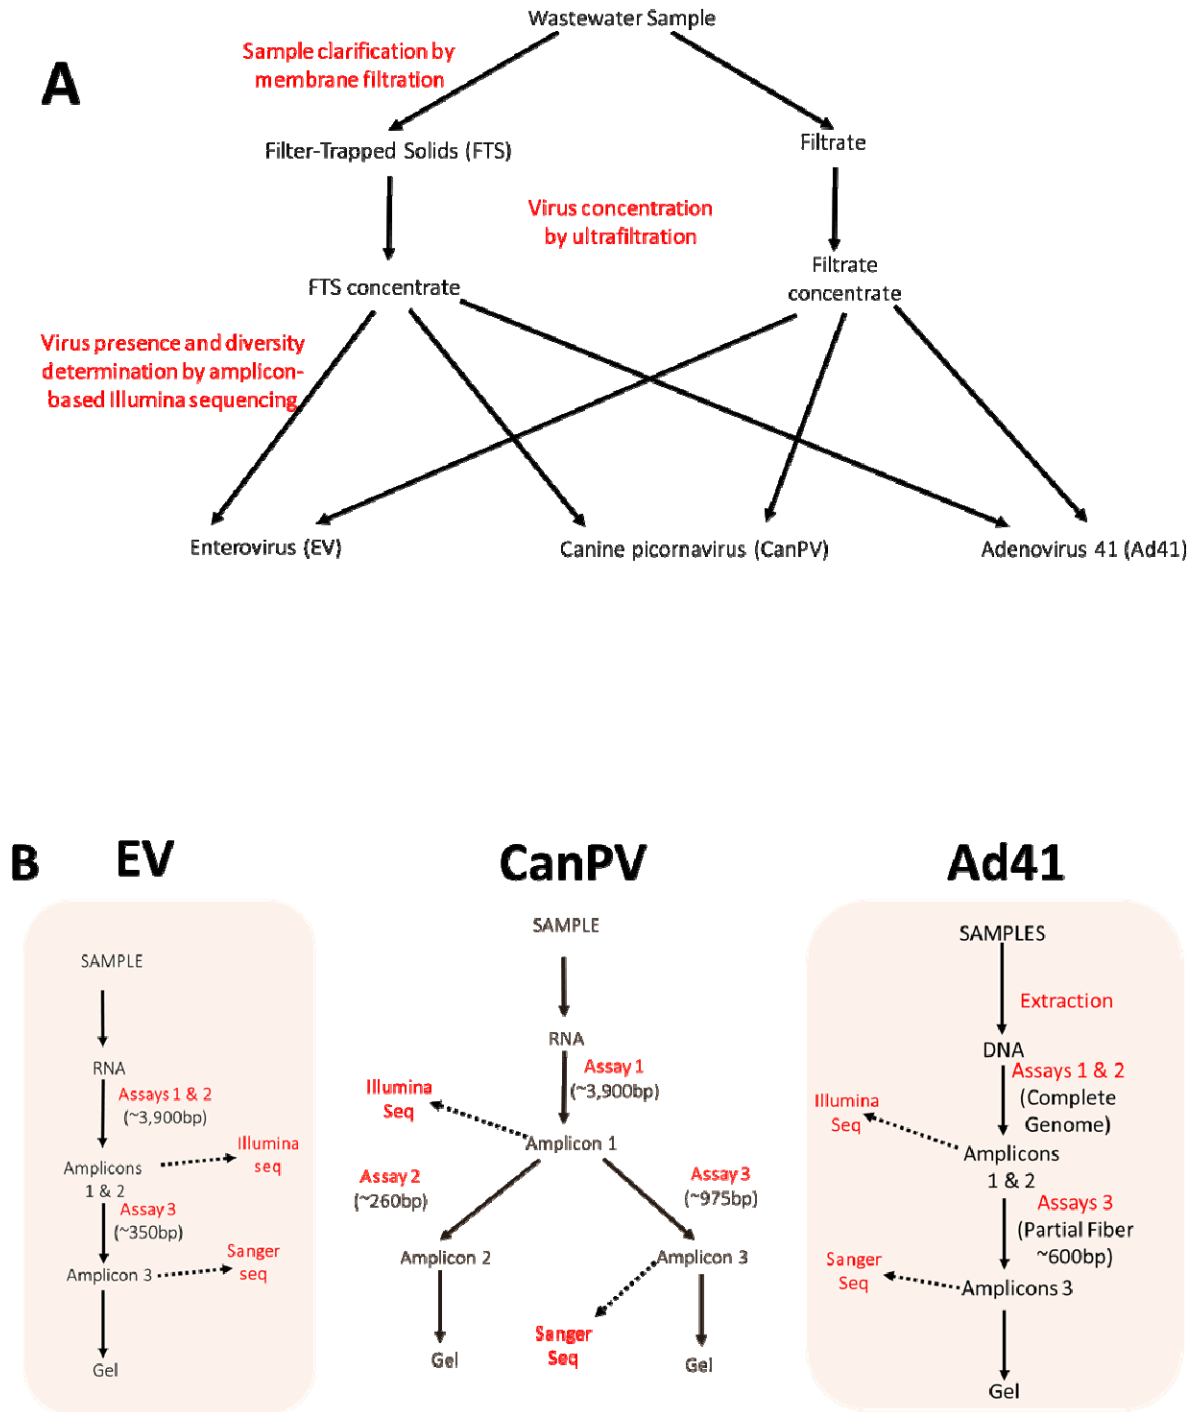 Wastewater Sample
A
Sample clarification by
membrane filtration
Filter-Trapped Solids (FTS)
Filtrate
Virus concentration
by ultrafiltration
FTS concentrate
Filtrate
concentrate
Virus presence and diversity
determination by amplicon-
based Illumina sequencing
Enterovirus (EV)
Canine picornavirus (CanPV)
Adenovirus 41 (Ad41)
B
EV
SAMPLE
RNA
Assays 1 & 2
(~3,900bp)
Illumina
seq
Amplicons
1 & 2
Assay 3
(~350bp)
Sanger
seq
Amplicon 3
Gel
CanPV
SAMPLE
RNA
Assay 1
(~3,900bp)
Illumina
Seq
Amplicon 1
Assay 2
(~260bp)
Assay 3
(~975bp)
Amplicon 2
Amplicon 3
Sanger
Seq
Gel
Gel
Ad41
SAMPLES
Extraction
DNA
Assays 1 & 2
(Complete
Genome)
Illumina
Seq
Amplicons
1 & 2
Assays 3
(Partial Fiber
~600bp)
Sanger
Seq
Amplicons 3
Gel